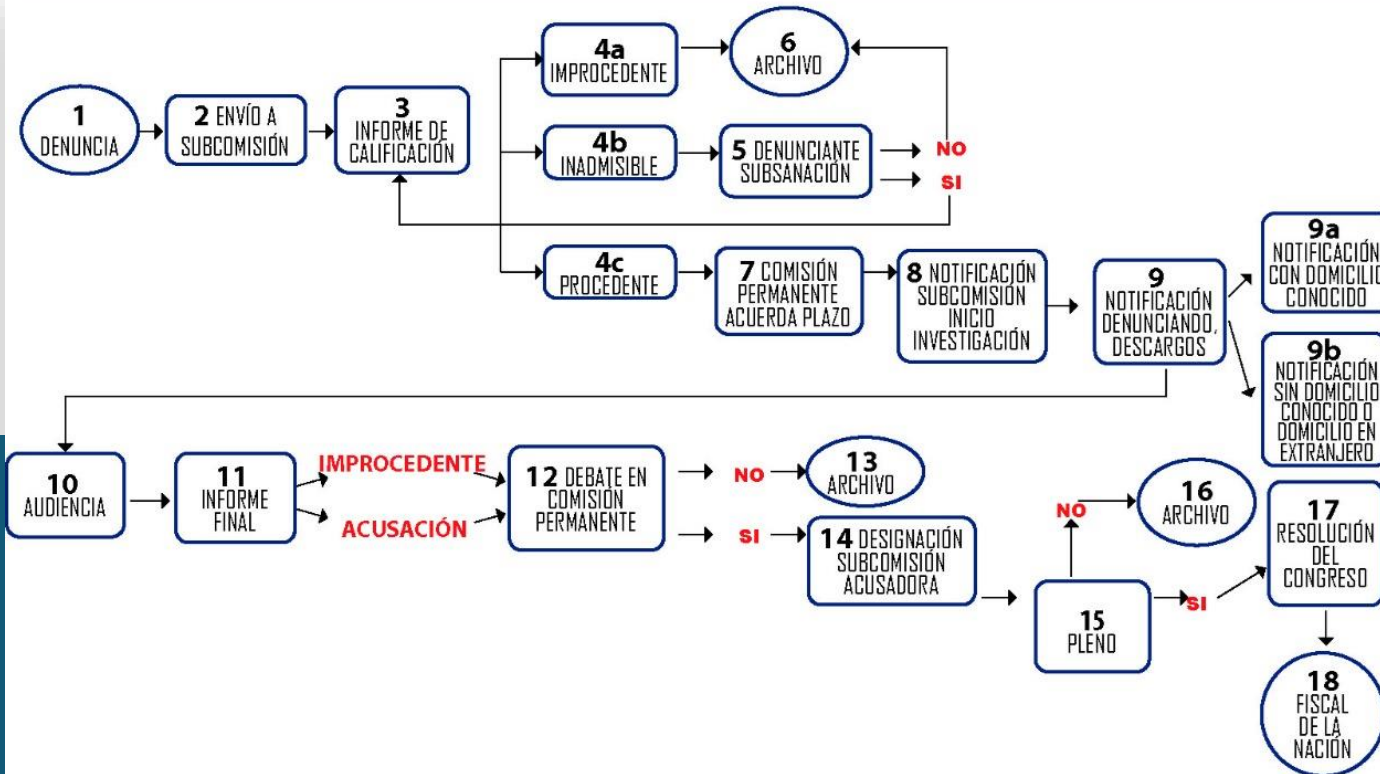 1
DENUNCIA
2 ENVÍO A
SUBCOMISIÓN
3
INFORME DE
CALIFICACIÓN
4a
IMPROCEDENTE
6
ARCHIVO
4b
INADMISIBLE
5 DENUNCIANTE
SUBSANACIÓN
NO
SI
4c
PROCEDENTE
7 COMISIÓN
PERMANENTE
ACUERDA PLAZO
8 NOTIFICACIÓN
SUBCOMISIÓN
INICIO
INVESTIGACIÓN
9
NOTIFICACIÓN
DENUNCIANDO,
DESCARGOS
9a
NOTIFICACIÓN
CON DOMICILIO
CONOCIDO
9b
NOTIFICACIÓN
SIN DOMICILIO
CONOCIDO O
DOMICILIO EN
EXTRANJERO
10
AUDIENCIA
11
INFORME
FINAL
IMPROCEDENTE
ACUSACIÓN
12 DEBATE EN
COMISIÓN
PERMANENTE
NO
SI
13
ARCHIVO
14 DESIGNACIÓN
SUBCOMISIÓN
ACUSADORA
15
PLENO
NO
SI
16
ARCHIVO
17
RESOLUCIÓN
DEL
CONGRESO
18
FISCAL
DE LA
NACIÓN